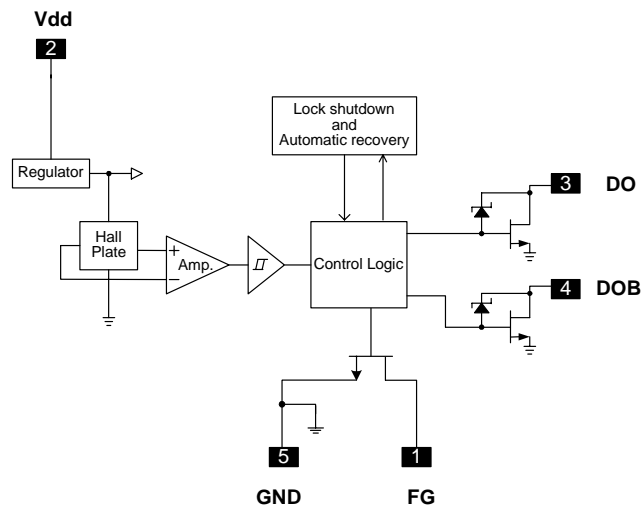 Vdd
2
Lock shutdown
and
Automatic recovery
Regulator
3 DO
Hall
Plate
+
Amp.
−
Control Logic
4 DOB
5
1
GND
FG